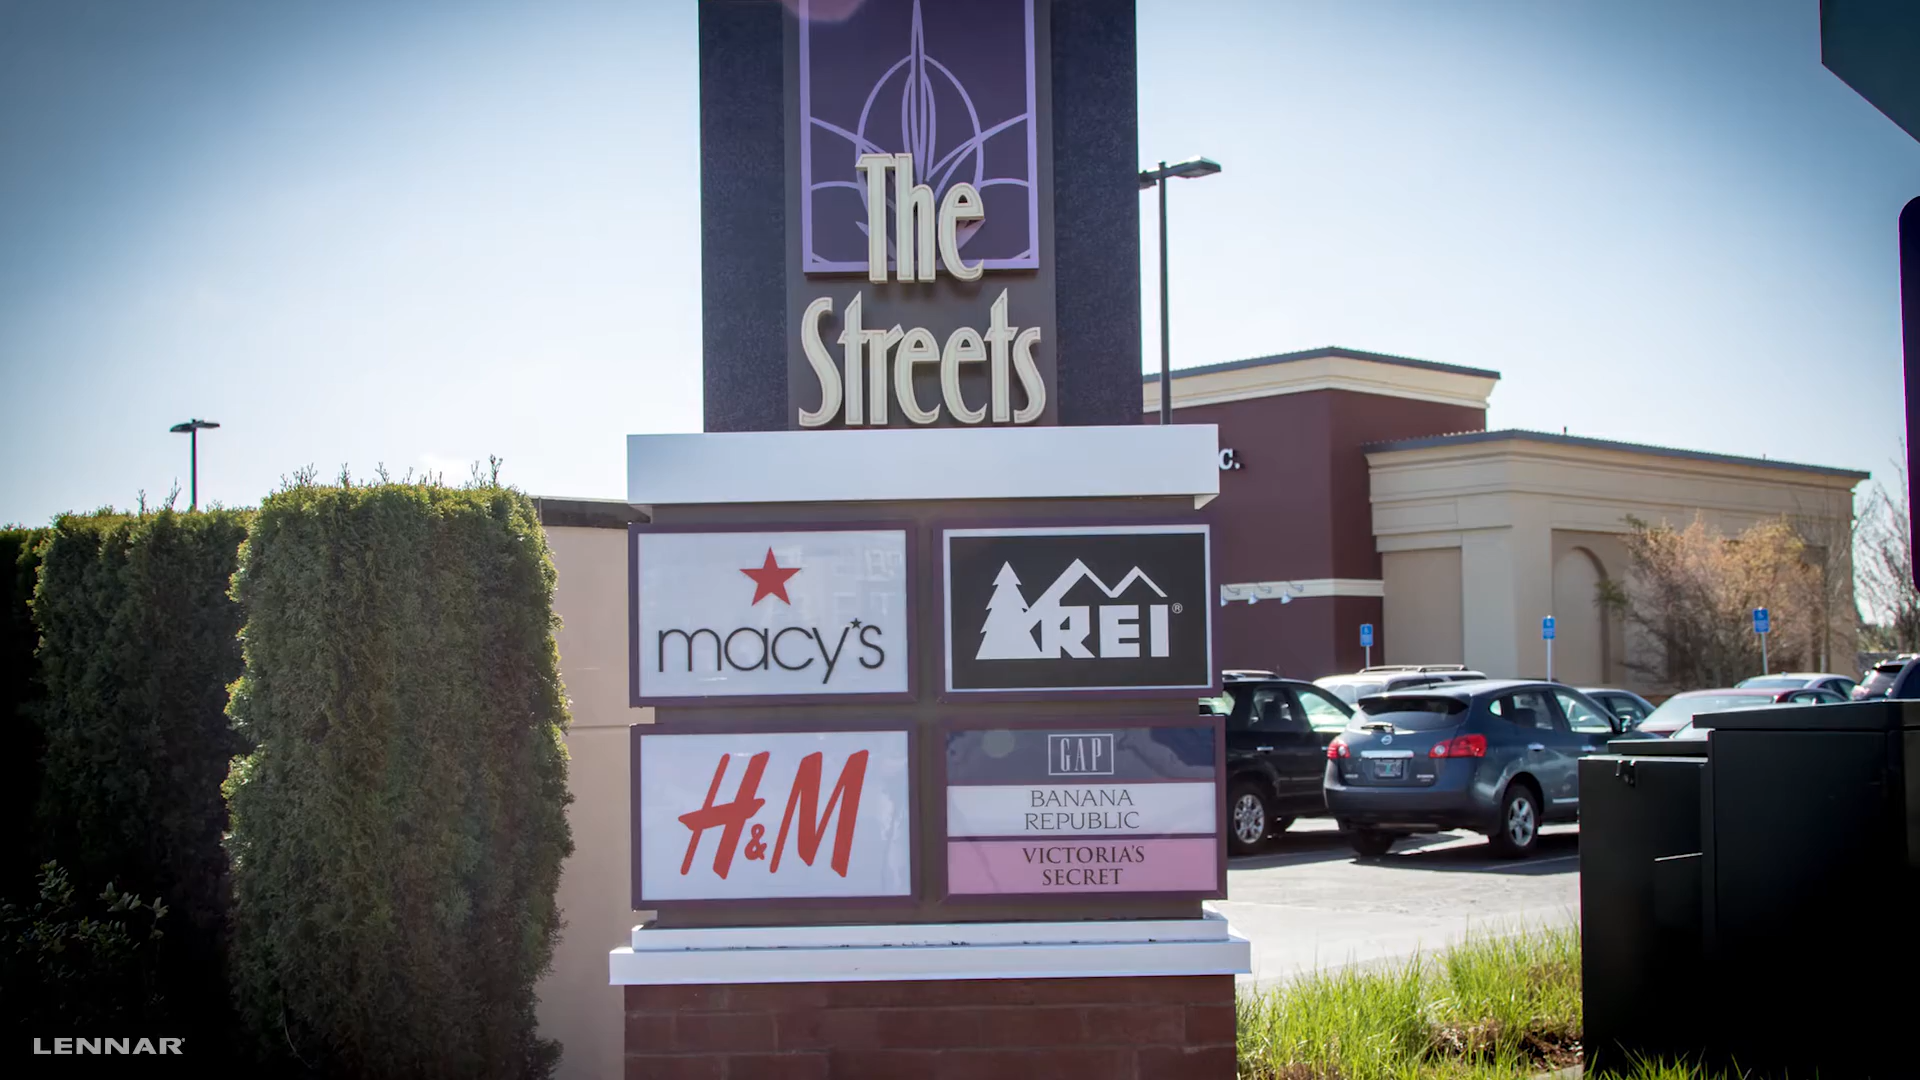 The
Streets
c.
macy's
REI®
H&M
GAP
BANANA
REPUBLIC
VICTORIA'S
SECRET
LENNAR